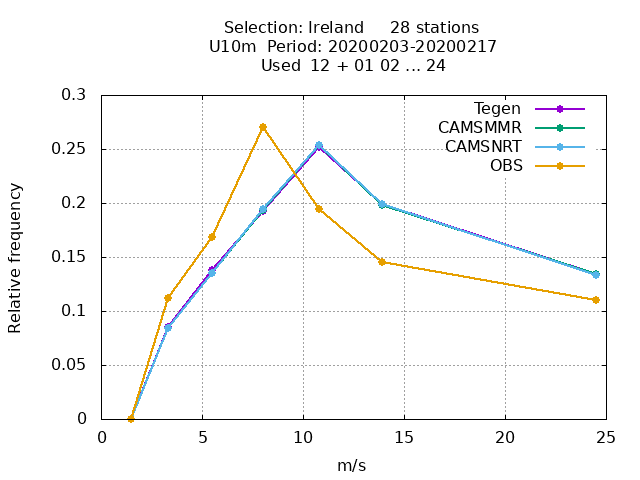 Selection: Ireland     28 stations
U10m  Period: 20200203-20200217
Used  12 + 01 02 ... 24
Relative frequency
0.3
0.25
0.2
0.15
0.1
0.05
0
Tegen
CAMSMMR
CAMSNRT
OBS
0 5 10 15 20 25
m/s